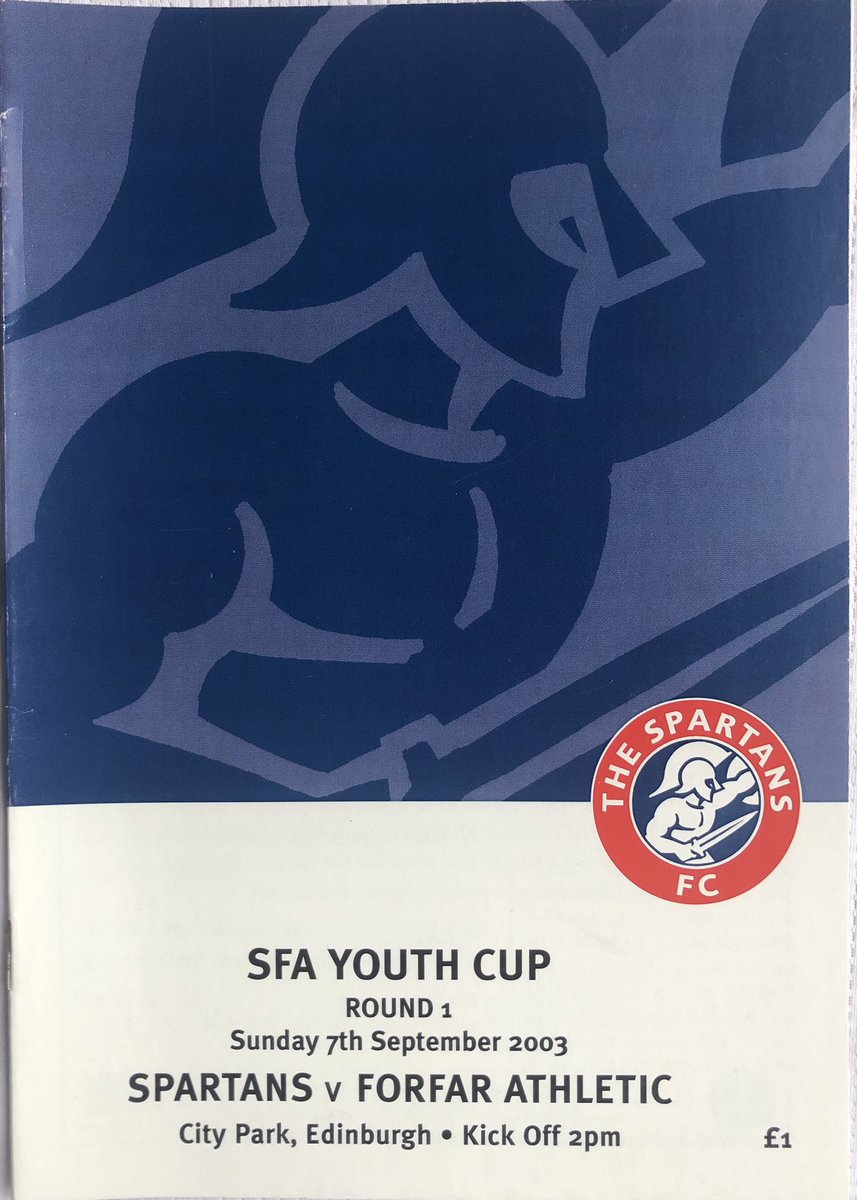 THE SPARTANS
FC
SFA YOUTH CUP
ROUND 1
Sunday 7th September 2003
SPARTANS v FORFAR ATHLETIC
City Park, Edinburgh • Kick Off 2pm
£1